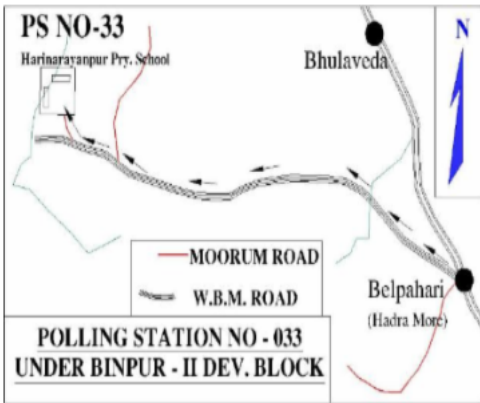 PS NO-33
Harinarayanpur Pry. School
Bhulaveda
N
MOORUM ROAD
W.B.M. ROAD
Belpahari
(Hadra More)
POLLING STATION NO - 033
UNDER BINPUR - II DEV. BLOCK